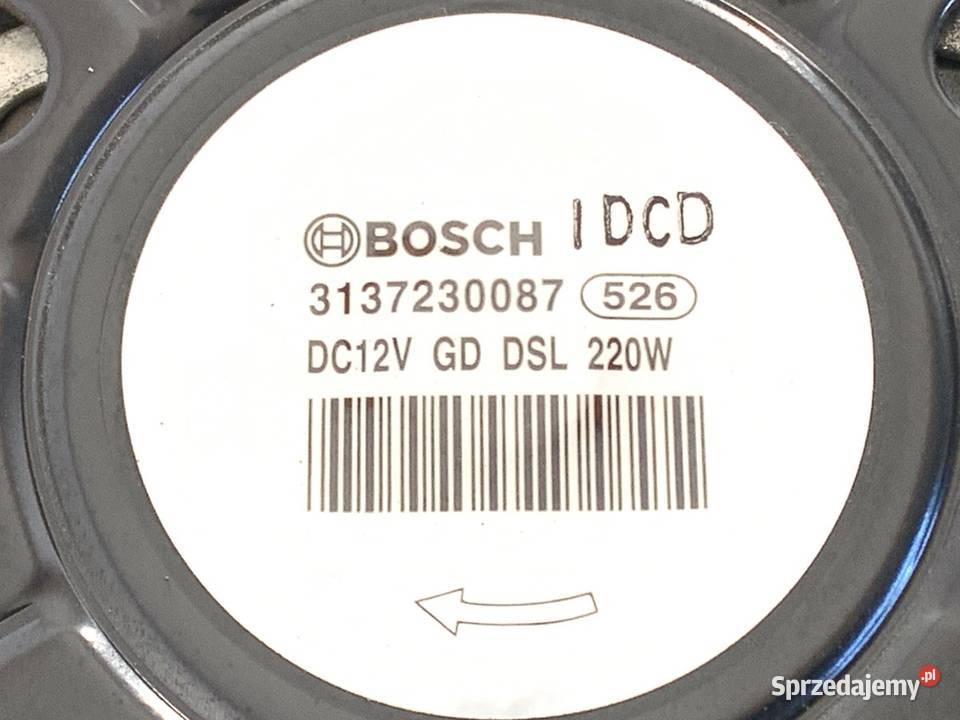 BOSCH IDCD
3137230087 526
DC12V GD DSL 220W
Sprzedajemy.pl